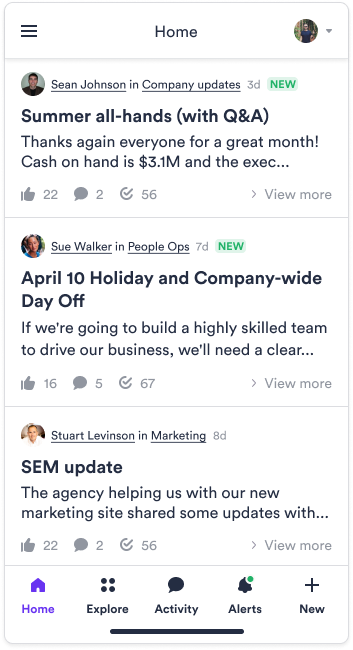 Home
Sean Johnson in Company updates 3d NEW
Summer all-hands (with Q&A)
Thanks again everyone for a great month!
Cash on hand is $3.1M and the exec...
22 2 56 View more
Sue Walker in People Ops 7d NEW
April 10 Holiday and Company-wide
Day Off
If we're going to build a highly skilled team
to drive our business, we'll need a clear...
16 5 67 View more
Stuart Levinson in Marketing 8d
SEM update
The agency helping us with our new
marketing site shared some updates with...
22 2 56 View more
Home Explore Activity Alerts New